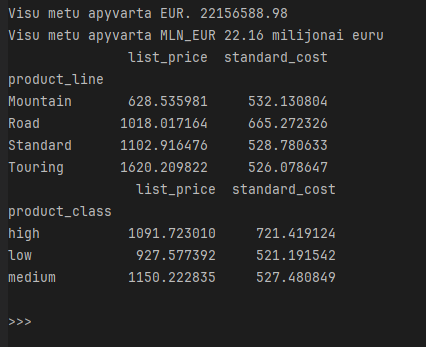 Visu metu apyvarta EUR. 22156588.98
Visu metu apyvarta MLN_EUR 22.16 milijonai euru
list_price standard_cost
product_line
Mountain 628.535981 532.130804
Road 1018.017164 665.272326
Standard 1102.916476 528.780633
Touring 1620.209822 526.078647
list_price standard_cost
product_class
high 1091.723010 721.419124
low 927.577392 521.191542
medium 1150.222835 527.480849
>>>